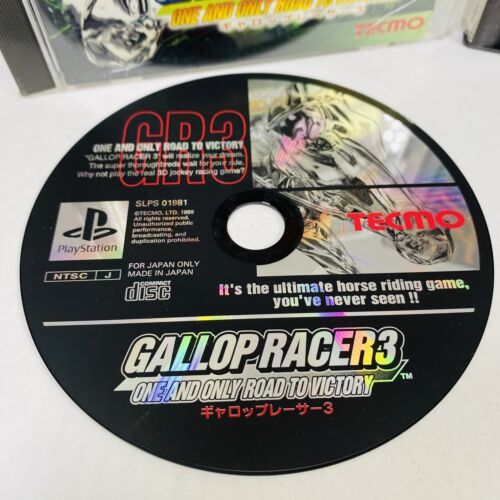 ONE AND ONLY ROAD TO VICTORY
ギャロップレーサー3
TECMO
GR3
ONE AND ONLY ROAD TO VICTORY
"GALLOP RACER 3" will realize your dream.
The super thoroughbreds wait for your ride.
Why not play the real 3D jockey racing game?
SLPS 01981
©TECMO, LTD. 1999
All rights reserved.
Unauthorized public
performance,
broadcasting, and
duplication prohibited.
PlayStation
NTSC J
FOR JAPAN ONLY
MADE IN JAPAN
COMPACT
disc
TECMO
It's the ultimate horse riding game,
you've never seen !!
GALLOP RACER3
ONE AND ONLY ROAD TO VICTORY™
ギャロップレーサー3